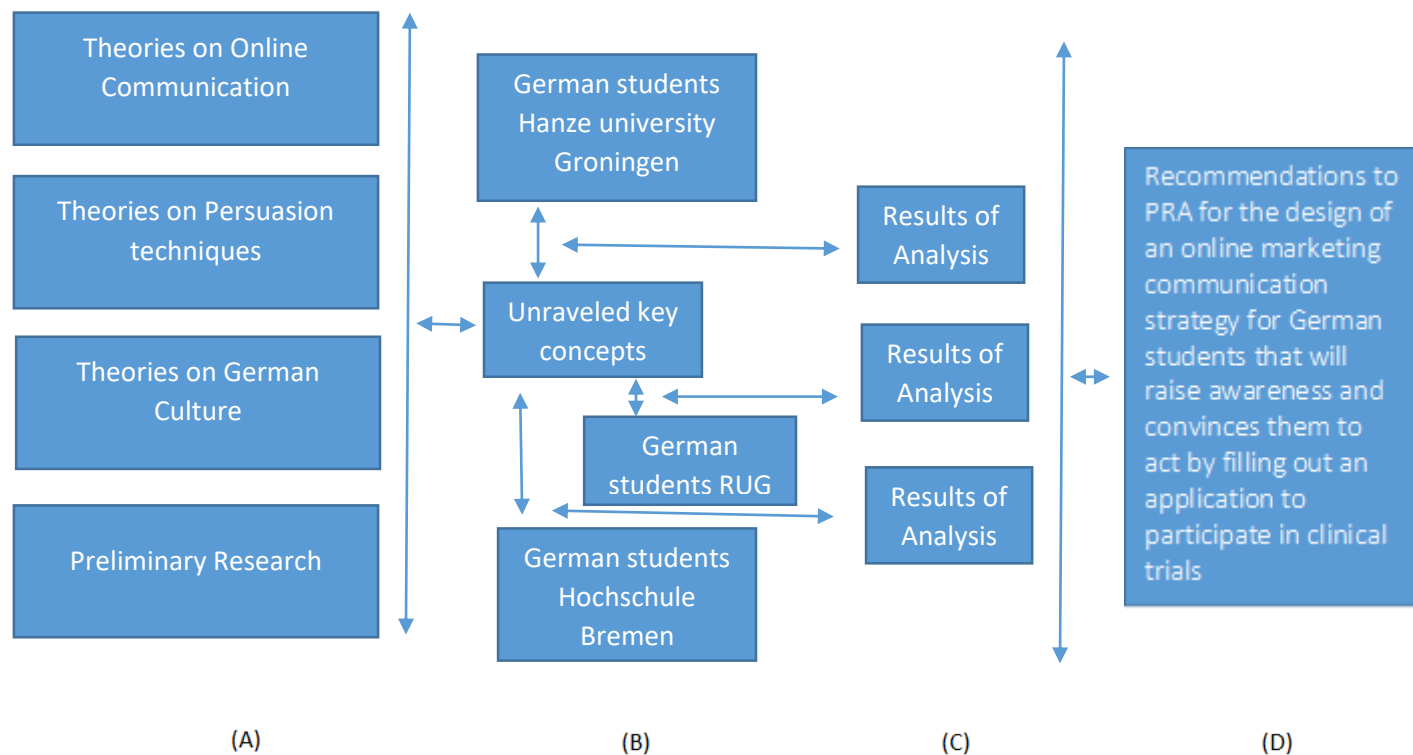 Theories on Online
Communication
Theories on Persuasion
techniques
Theories on German
Culture
Preliminary Research
German students
Hanze university
Groningen
Unraveled key
concepts
German
students RUG
German students
Hochschule
Bremen
Results of
Analysis
Results of
Analysis
Results of
Analysis
Recommendations to
PRA for the design of
an online marketing
communication
strategy for German
students that will
raise awareness and
convinces them to
act by filling out an
application to
participate in clinical
trials
(A)
(B)
(C)
(D)